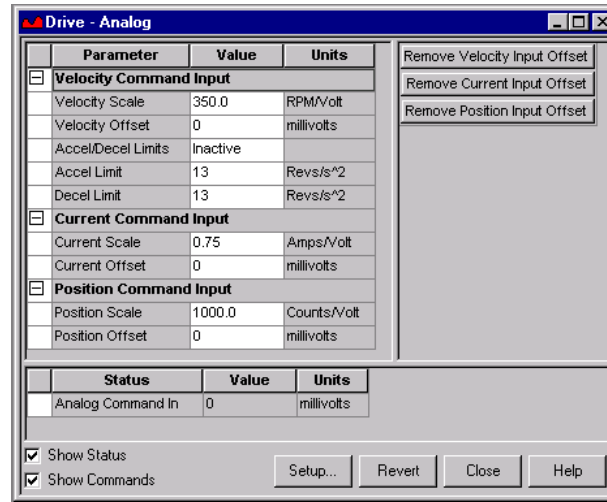 Drive - Analog
Parameter Value Units
Velocity Command Input
Velocity Scale 350.0 RPM/Volt
Velocity Offset 0 millivolts
Accel/Decel Limits Inactive
Accel Limit 13 Revs/s^2
Decel Limit 13 Revs/s^2
Current Command Input
Current Scale 0.75 Amps/Volt
Current Offset 0 millivolts
Position Command Input
Position Scale 1000.0 Counts/Volt
Position Offset 0 millivolts
Remove Velocity Input Offset
Remove Current Input Offset
Remove Position Input Offset
Status Value Units
Analog Command In 0 millivolts
Show Status
Show Commands
Setup... Revert Close Help